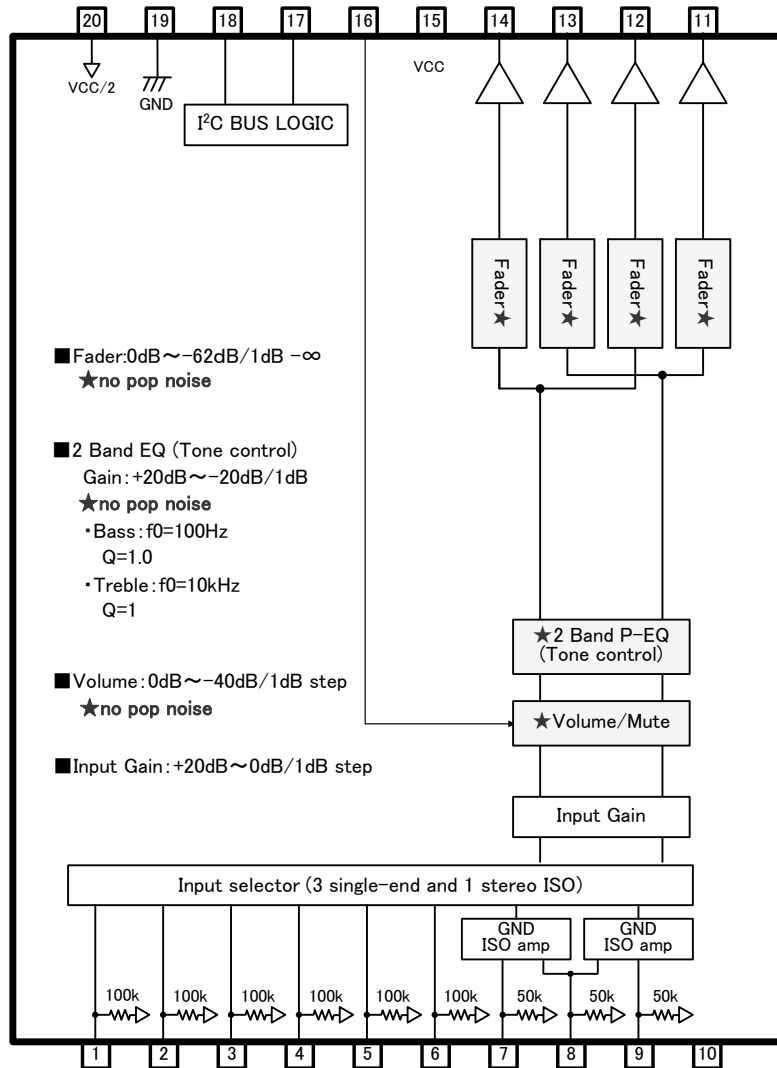 20 19 18 17 16 15 14 13 12 11
VCC/2
GND
VCC
I²C BUS LOGIC
Fader★ Fader★ Fader★ Fader★
■Fader:0dB～-62dB/1dB -∞
★no pop noise
■2 Band EQ (Tone control)
Gain:+20dB～-20dB/1dB
★no pop noise
・Bass:f0=100Hz
Q=1.0
・Treble:f0=10kHz
Q=1
★2 Band P-EQ
(Tone control)
■Volume:0dB～-40dB/1dB step
★no pop noise
★Volume/Mute
■Input Gain:+20dB～0dB/1dB step
Input Gain
Input selector (3 single-end and 1 stereo ISO)
GND
ISO amp
GND
ISO amp
100k 100k 100k 100k 100k 100k 50k 50k 50k
1 2 3 4 5 6 7 8 9 10